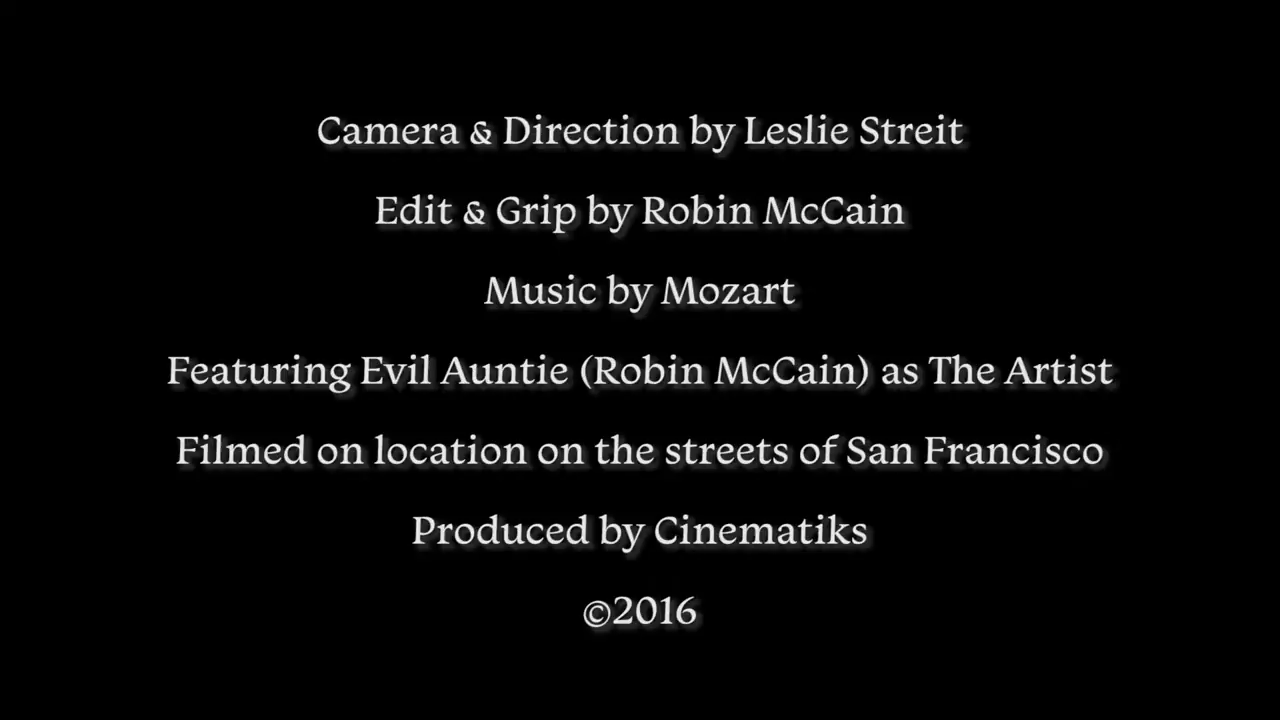 Camera & Direction by Leslie Streit
Edit & Grip by Robin McCain
Music by Mozart
Featuring Evil Auntie (Robin McCain) as The Artist
Filmed on location on the streets of San Francisco
Produced by Cinematiks
©2016